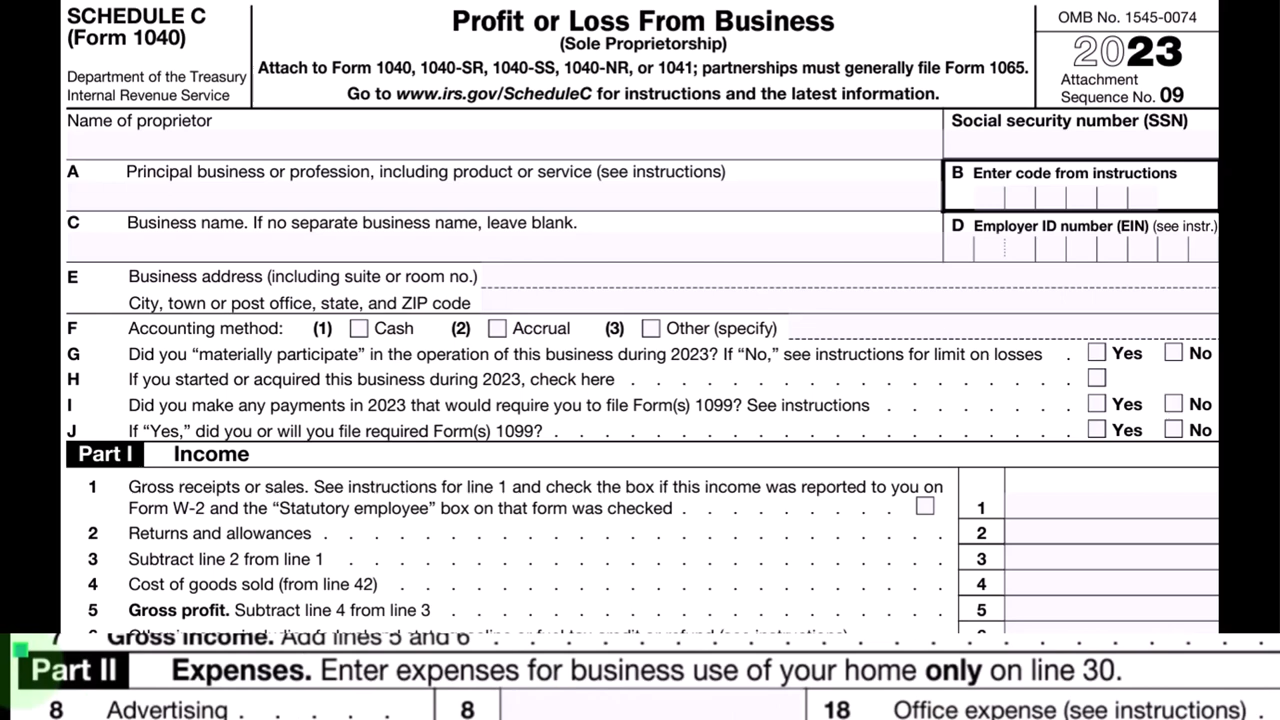 SCHEDULE C
(Form 1040)
Department of the Treasury
Internal Revenue Service
Profit or Loss From Business
(Sole Proprietorship)
Attach to Form 1040, 1040-SR, 1040-SS, 1040-NR, or 1041; partnerships must generally file Form 1065.
Go to www.irs.gov/ScheduleC for instructions and the latest information.
OMB No. 1545-0074
2023
Attachment
Sequence No. 09
Name of proprietor
Social security number (SSN)
A Principal business or profession, including product or service (see instructions)
B Enter code from instructions
C Business name. If no separate business name, leave blank.
D Employer ID number (EIN) (see instr.)
E Business address (including suite or room no.)
City, town or post office, state, and ZIP code
F Accounting method: (1) Cash (2) Accrual (3) Other (specify)
G Did you “materially participate” in the operation of this business during 2023? If “No,” see instructions for limit on losses . Yes No
H If you started or acquired this business during 2023, check here . . . . . . . . . . . . . . . . .
I Did you make any payments in 2023 that would require you to file Form(s) 1099? See instructions . . . . . . . Yes No
J If “Yes,” did you or will you file required Form(s) 1099? . . . . . . . . . . . . . . . . . Yes No
Part I Income
1 Gross receipts or sales. See instructions for line 1 and check the box if this income was reported to you on
Form W-2 and the “Statutory employee” box on that form was checked . . . . . . . . . 1
2 Returns and allowances . . . . . . . . . . . . . . . . . . . . 2
3 Subtract line 2 from line 1 . . . . . . . . . . . . . . . . . . . 3
4 Cost of goods sold (from line 42) . . . . . . . . . . . . . . . . . 4
5 Gross profit. Subtract line 4 from line 3 . . . . . . . . . . . . . . . 5
7 Gross income. Add lines 5 and 6
Part II Expenses. Enter expenses for business use of your home only on line 30.
8 Advertising . . . . . 8
18 Office expense (see instructions) .